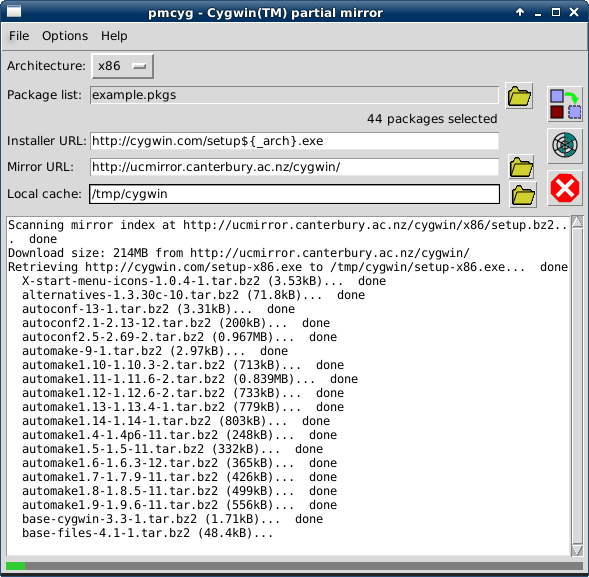 pmcyg - Cygwin(TM) partial mirror
File Options Help
Architecture: x86
Package list: example.pkgs
44 packages selected
Installer URL: http://cygwin.com/setup${_arch}.exe
Mirror URL: http://ucmirror.canterbury.ac.nz/cygwin/
Local cache: /tmp/cygwin
Scanning mirror index at http://ucmirror.canterbury.ac.nz/cygwin/x86/setup.bz2..
.  done
Download size: 214MB from http://ucmirror.canterbury.ac.nz/cygwin/
Retrieving http://cygwin.com/setup-x86.exe to /tmp/cygwin/setup-x86.exe...  done
  X-start-menu-icons-1.0.4-1.tar.bz2 (3.53kB)...  done
  alternatives-1.3.30c-10.tar.bz2 (71.8kB)...  done
  autoconf-13-1.tar.bz2 (3.31kB)...  done
  autoconf2.1-2.13-12.tar.bz2 (200kB)...  done
  autoconf2.5-2.69-2.tar.bz2 (0.967MB)...  done
  automake-9-1.tar.bz2 (2.97kB)...  done
  automake1.10-1.10.3-2.tar.bz2 (713kB)...  done
  automake1.11-1.11.6-2.tar.bz2 (0.839MB)...  done
  automake1.12-1.12.6-2.tar.bz2 (733kB)...  done
  automake1.13-1.13.4-1.tar.bz2 (779kB)...  done
  automake1.14-1.14-1.tar.bz2 (803kB)...  done
  automake1.4-1.4p6-11.tar.bz2 (248kB)...  done
  automake1.5-1.5-11.tar.bz2 (332kB)...  done
  automake1.6-1.6.3-12.tar.bz2 (365kB)...  done
  automake1.7-1.7.9-11.tar.bz2 (426kB)...  done
  automake1.8-1.8.5-11.tar.bz2 (499kB)...  done
  automake1.9-1.9.6-11.tar.bz2 (556kB)...  done
  base-cygwin-3.3-1.tar.bz2 (1.71kB)...  done
  base-files-4.1-1.tar.bz2 (48.4kB)...